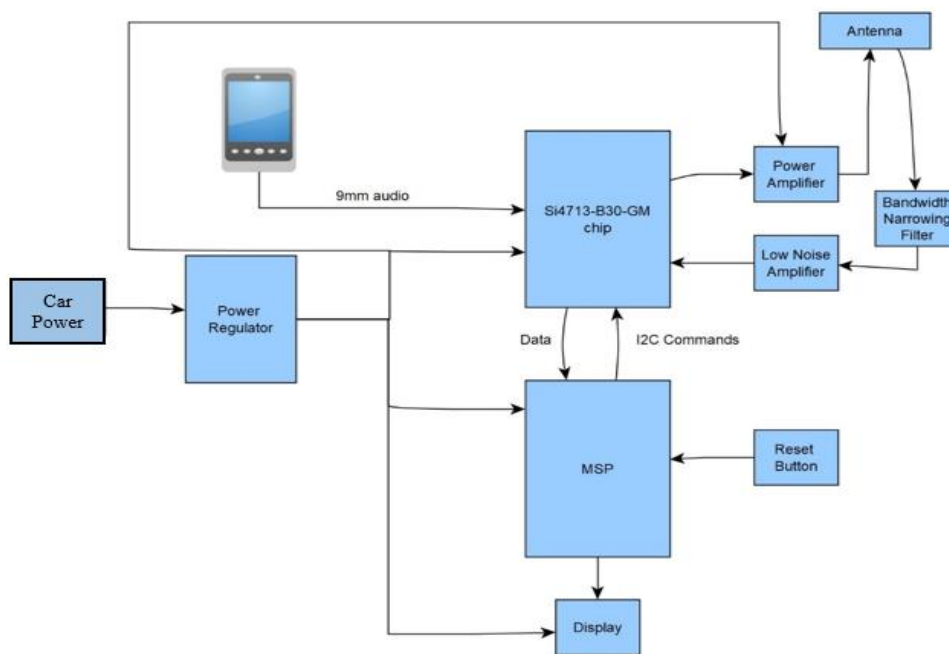 Antenna
Power
Amplifier
9mm audio
Si4713-B30-GM
chip
Bandwidth
Narrowing
Filter
Low Noise
Amplifier
Car
Power
Power
Regulator
Data
I2C Commands
MSP
Reset
Button
Display